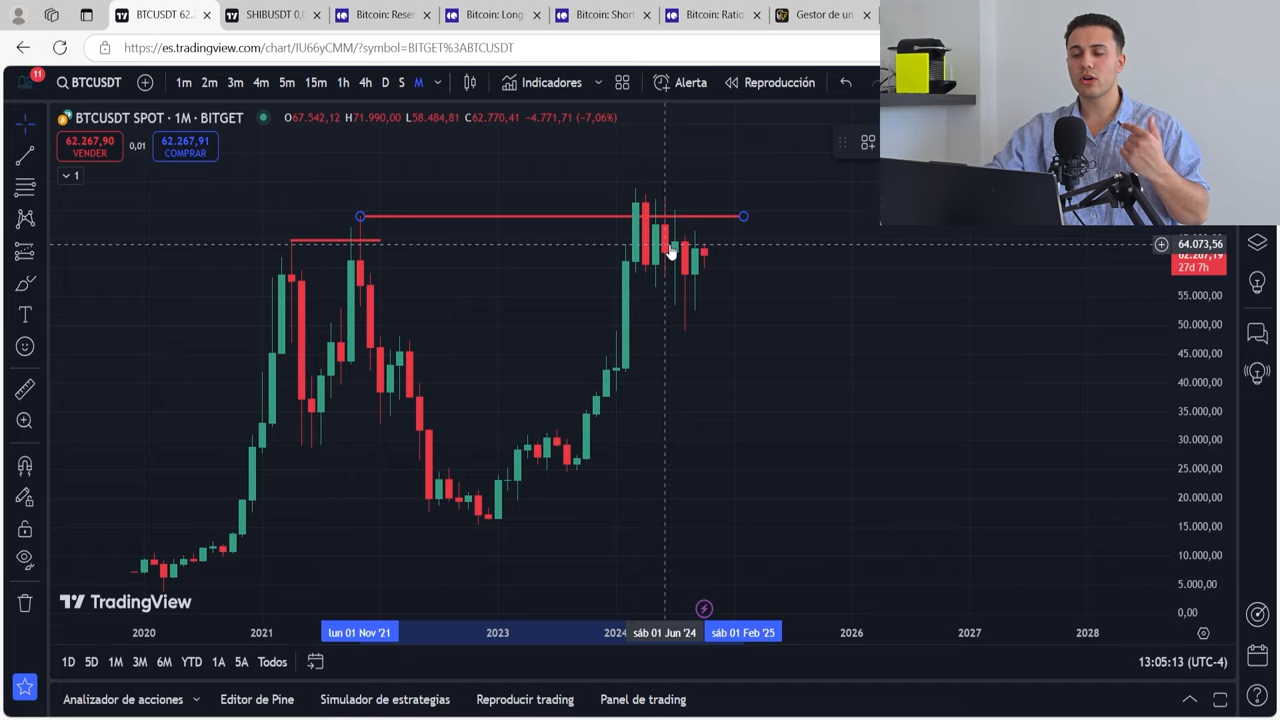 BTCUSDT 62.2
SHIBUSDT 0,0
Bitcoin: Reser
Bitcoin: Long
Bitcoin: Short
Bitcoin: Ratio
Gestor de un
https://es.tradingview.com/chart/IU66yCMM/?symbol=BITGET%3ABTCUSDT
11
BTCUSDT
1m 2m 3m 4m 5m 15m 1h 4h
M
Indicadores
Alerta
Reproducción
BTCUSDT SPOT · 1M · BITGET
O67.542,12 H71.990,00 L58.484,81 C62.770,41 −4.771,71 (−7,06%)
62.267,90
VENDER
0,01
62.267,91
COMPRAR
1
64.073,56
62.267,19
27d 7h
55.000,00
50.000,00
45.000,00
40.000,00
35.000,00
30.000,00
25.000,00
20.000,00
15.000,00
10.000,00
5.000,00
0,00
TradingView
2020
2021
lun 01 Nov '21
2023
2024
sáb 01 Jun '24
sáb 01 Feb '25
2026
2027
2028
1D 5D 1M 3M 6M YTD 1A 5A Todos
13:05:13 (UTC-4)
Analizador de acciones
Editor de Pine
Simulador de estrategias
Reproducir trading
Panel de trading